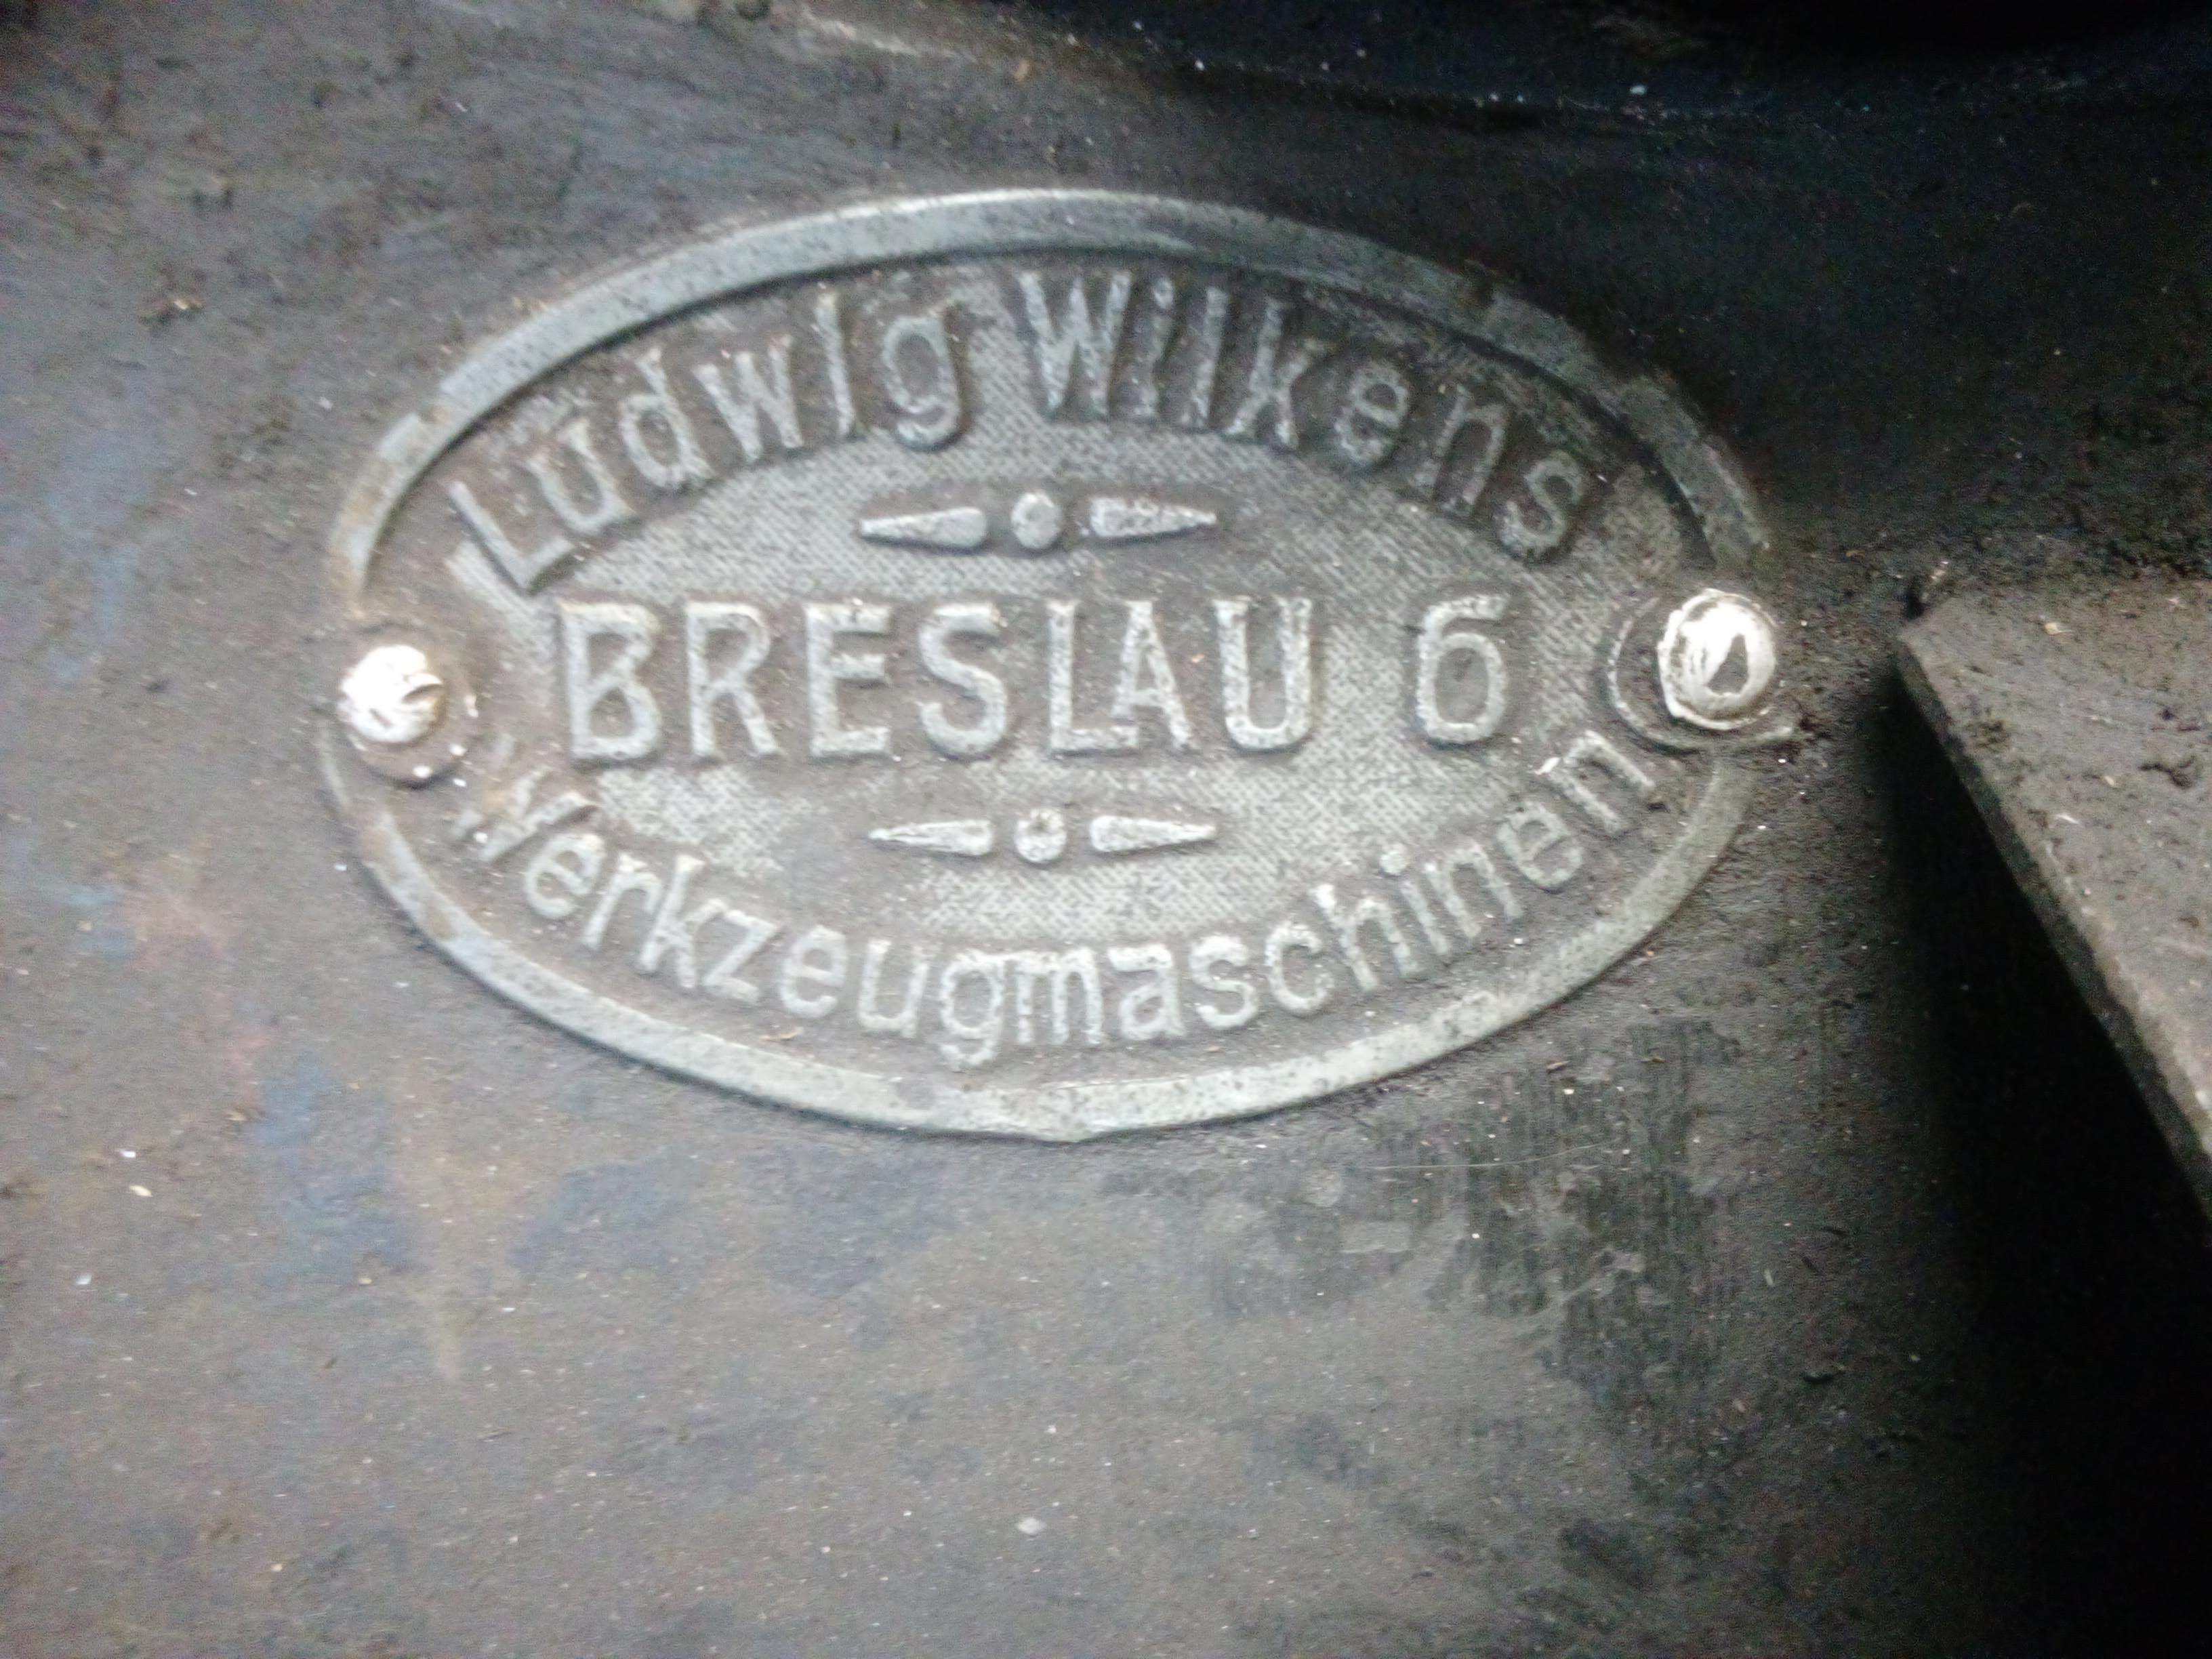 Ludwig Wilkens
BRESLAU 6
Werkzeugmaschinen